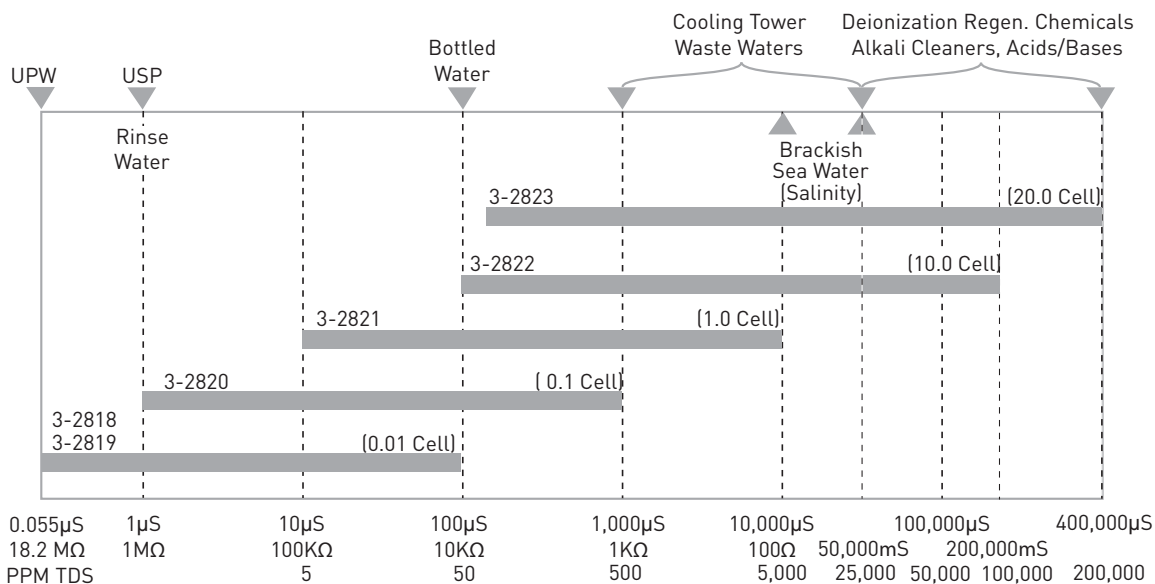 Cooling Tower
Waste Waters
Deionization Regen. Chemicals
Alkali Cleaners, Acids/Bases
Bottled
Water
UPW
USP
Rinse
Water
Brackish
Sea Water
(Salinity)
3-2823 (20.0 Cell)
3-2822 (10.0 Cell)
3-2821 (1.0 Cell)
3-2820 ( 0.1 Cell)
3-2818
3-2819 (0.01 Cell)
0.055µS 1µS 10µS 100µS 1,000µS 10,000µS 100,000µS 400,000µS
18.2 MΩ 1MΩ 100KΩ 10KΩ 1KΩ 100Ω 50,000mS 200,000mS
PPM TDS 5 50 500 5,000 25,000 50,000 100,000 200,000